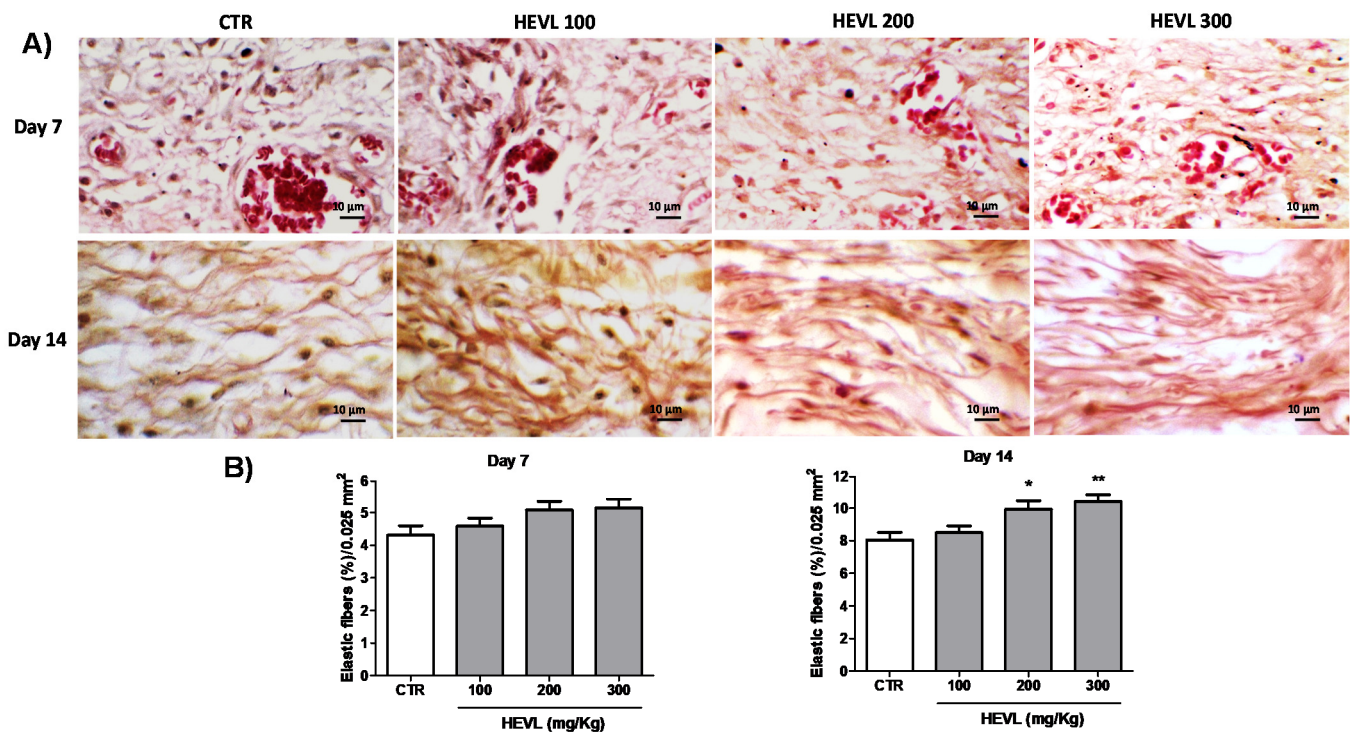 CTR HEVL 100 HEVL 200 HEVL 300
A)
Day 7
10 µm 10 µm 10 µm 10 µm
Day 14
10 µm 10 µm 10 µm 10 µm
B)
Day 7
Elastic fibers (%)/0.025 mm²
6
5
4
3
2
1
0
CTR 100 200 300
HEVL (mg/Kg)
Day 14
Elastic fibers (%)/0.025 mm²
12
10
8
6
4
2
0
* **
CTR 100 200 300
HEVL (mg/Kg)